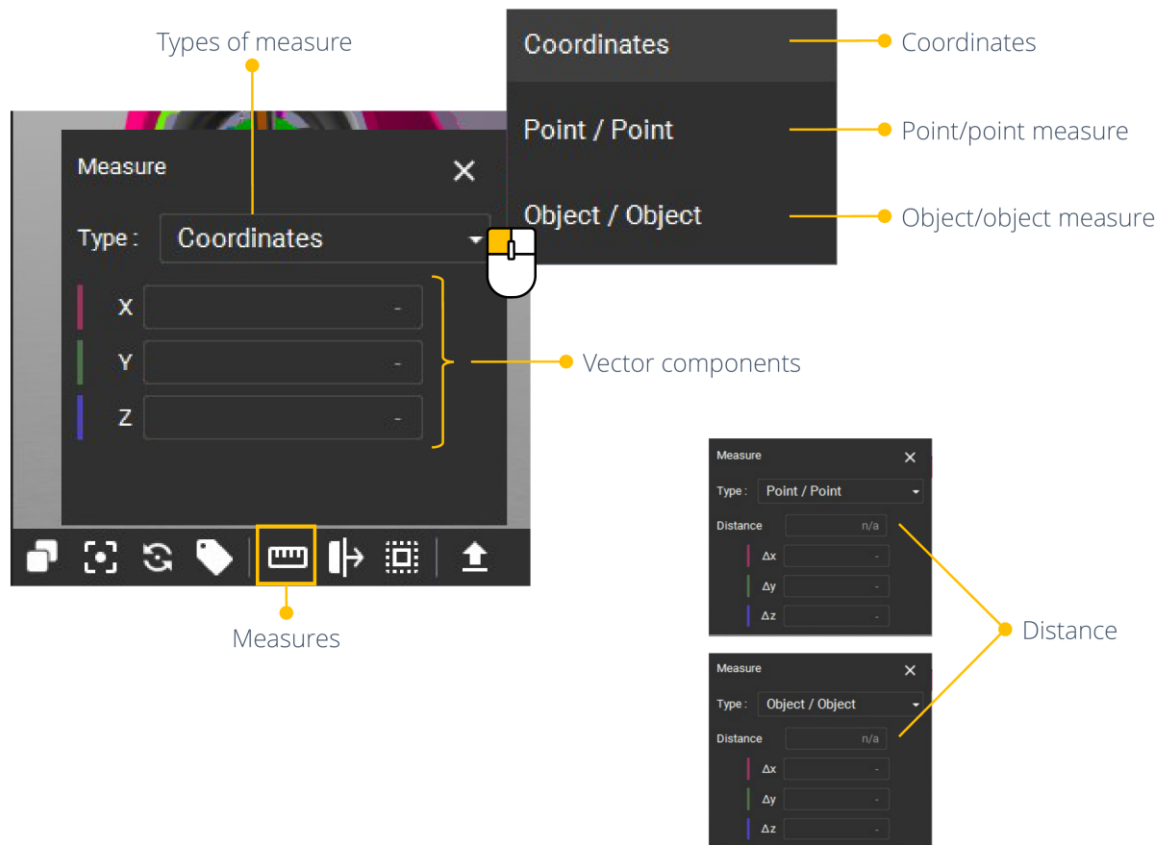 Types of measure
Measure
Type : Coordinates
X -
Y -
Z -
Measures
Coordinates
Point / Point
Object / Object
Coordinates
Point/point measure
Object/object measure
Vector components
Measure
Type : Point / Point
Distance n/a
Δx -
Δy -
Δz -
Measure
Type : Object / Object
Distance n/a
Δx -
Δy -
Δz -
Distance